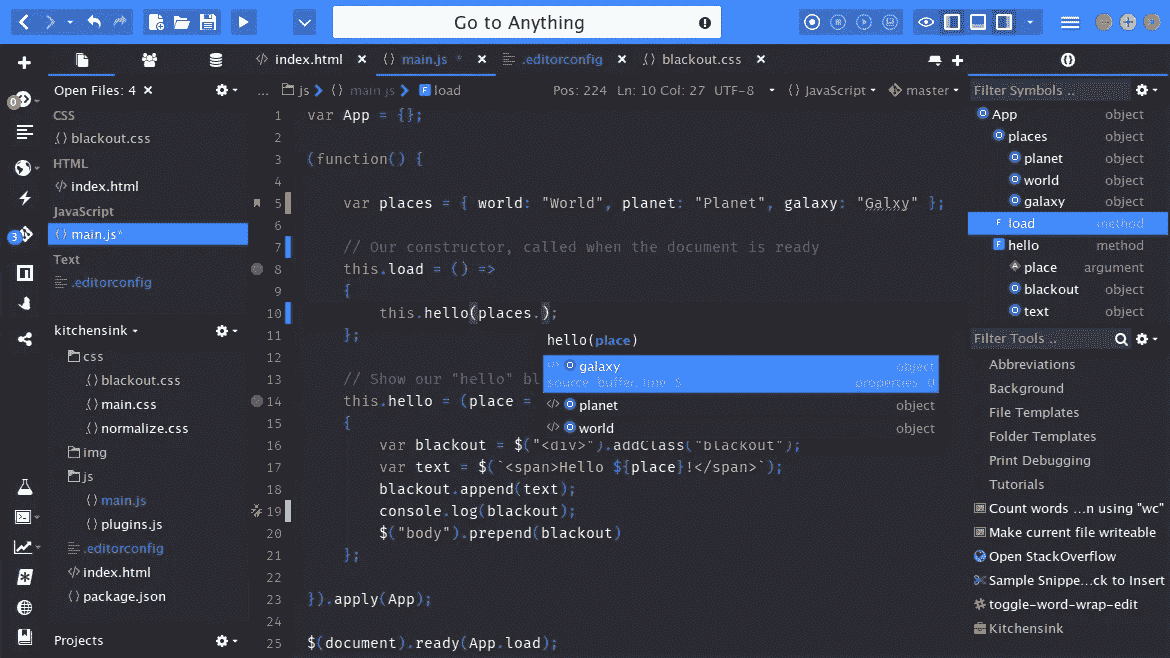 Go to Anything
index.html
main.js *
.editorconfig
blackout.css
Open Files: 4
CSS
blackout.css
HTML
index.html
JavaScript
main.js*
Text
.editorconfig
0
3
kitchensink
css
blackout.css
main.css
normalize.css
img
js
main.js
plugins.js
.editorconfig
index.html
package.json
Projects
... js main.js load Pos: 224 Ln: 10 Col: 27 UTF-8 JavaScript master
1 var App = {};
2
3 (function() {
4
5 var places = { world: "World", planet: "Planet", galaxy: "Galxy" };
6
7 // Our constructor, called when the document is ready
8 this.load = () =>
9 {
10 this.hello(places.);
11 };
12
13 // Show our "hello" bl
14 this.hello = (place =
15 {
16 var blackout = $("<div>").addClass("blackout");
17 var text = $(`<span>Hello ${place}!</span>`);
18 blackout.append(text);
19 console.log(blackout);
20 $("body").prepend(blackout)
21 };
22
23 }).apply(App);
24
25 $(document).ready(App.load);
hello(place)
galaxy object
source: buffer, line 5 properties: 0
planet object
world object
Filter Symbols ..
App object
places object
planet object
world object
galaxy object
load method
hello method
place argument
blackout object
text object
Filter Tools ..
Abbreviations
Background
File Templates
Folder Templates
Print Debugging
Tutorials
Count words ...n using "wc"
Make current file writeable
Open StackOverflow
Sample Snippe...ck to Insert
toggle-word-wrap-edit
Kitchensink